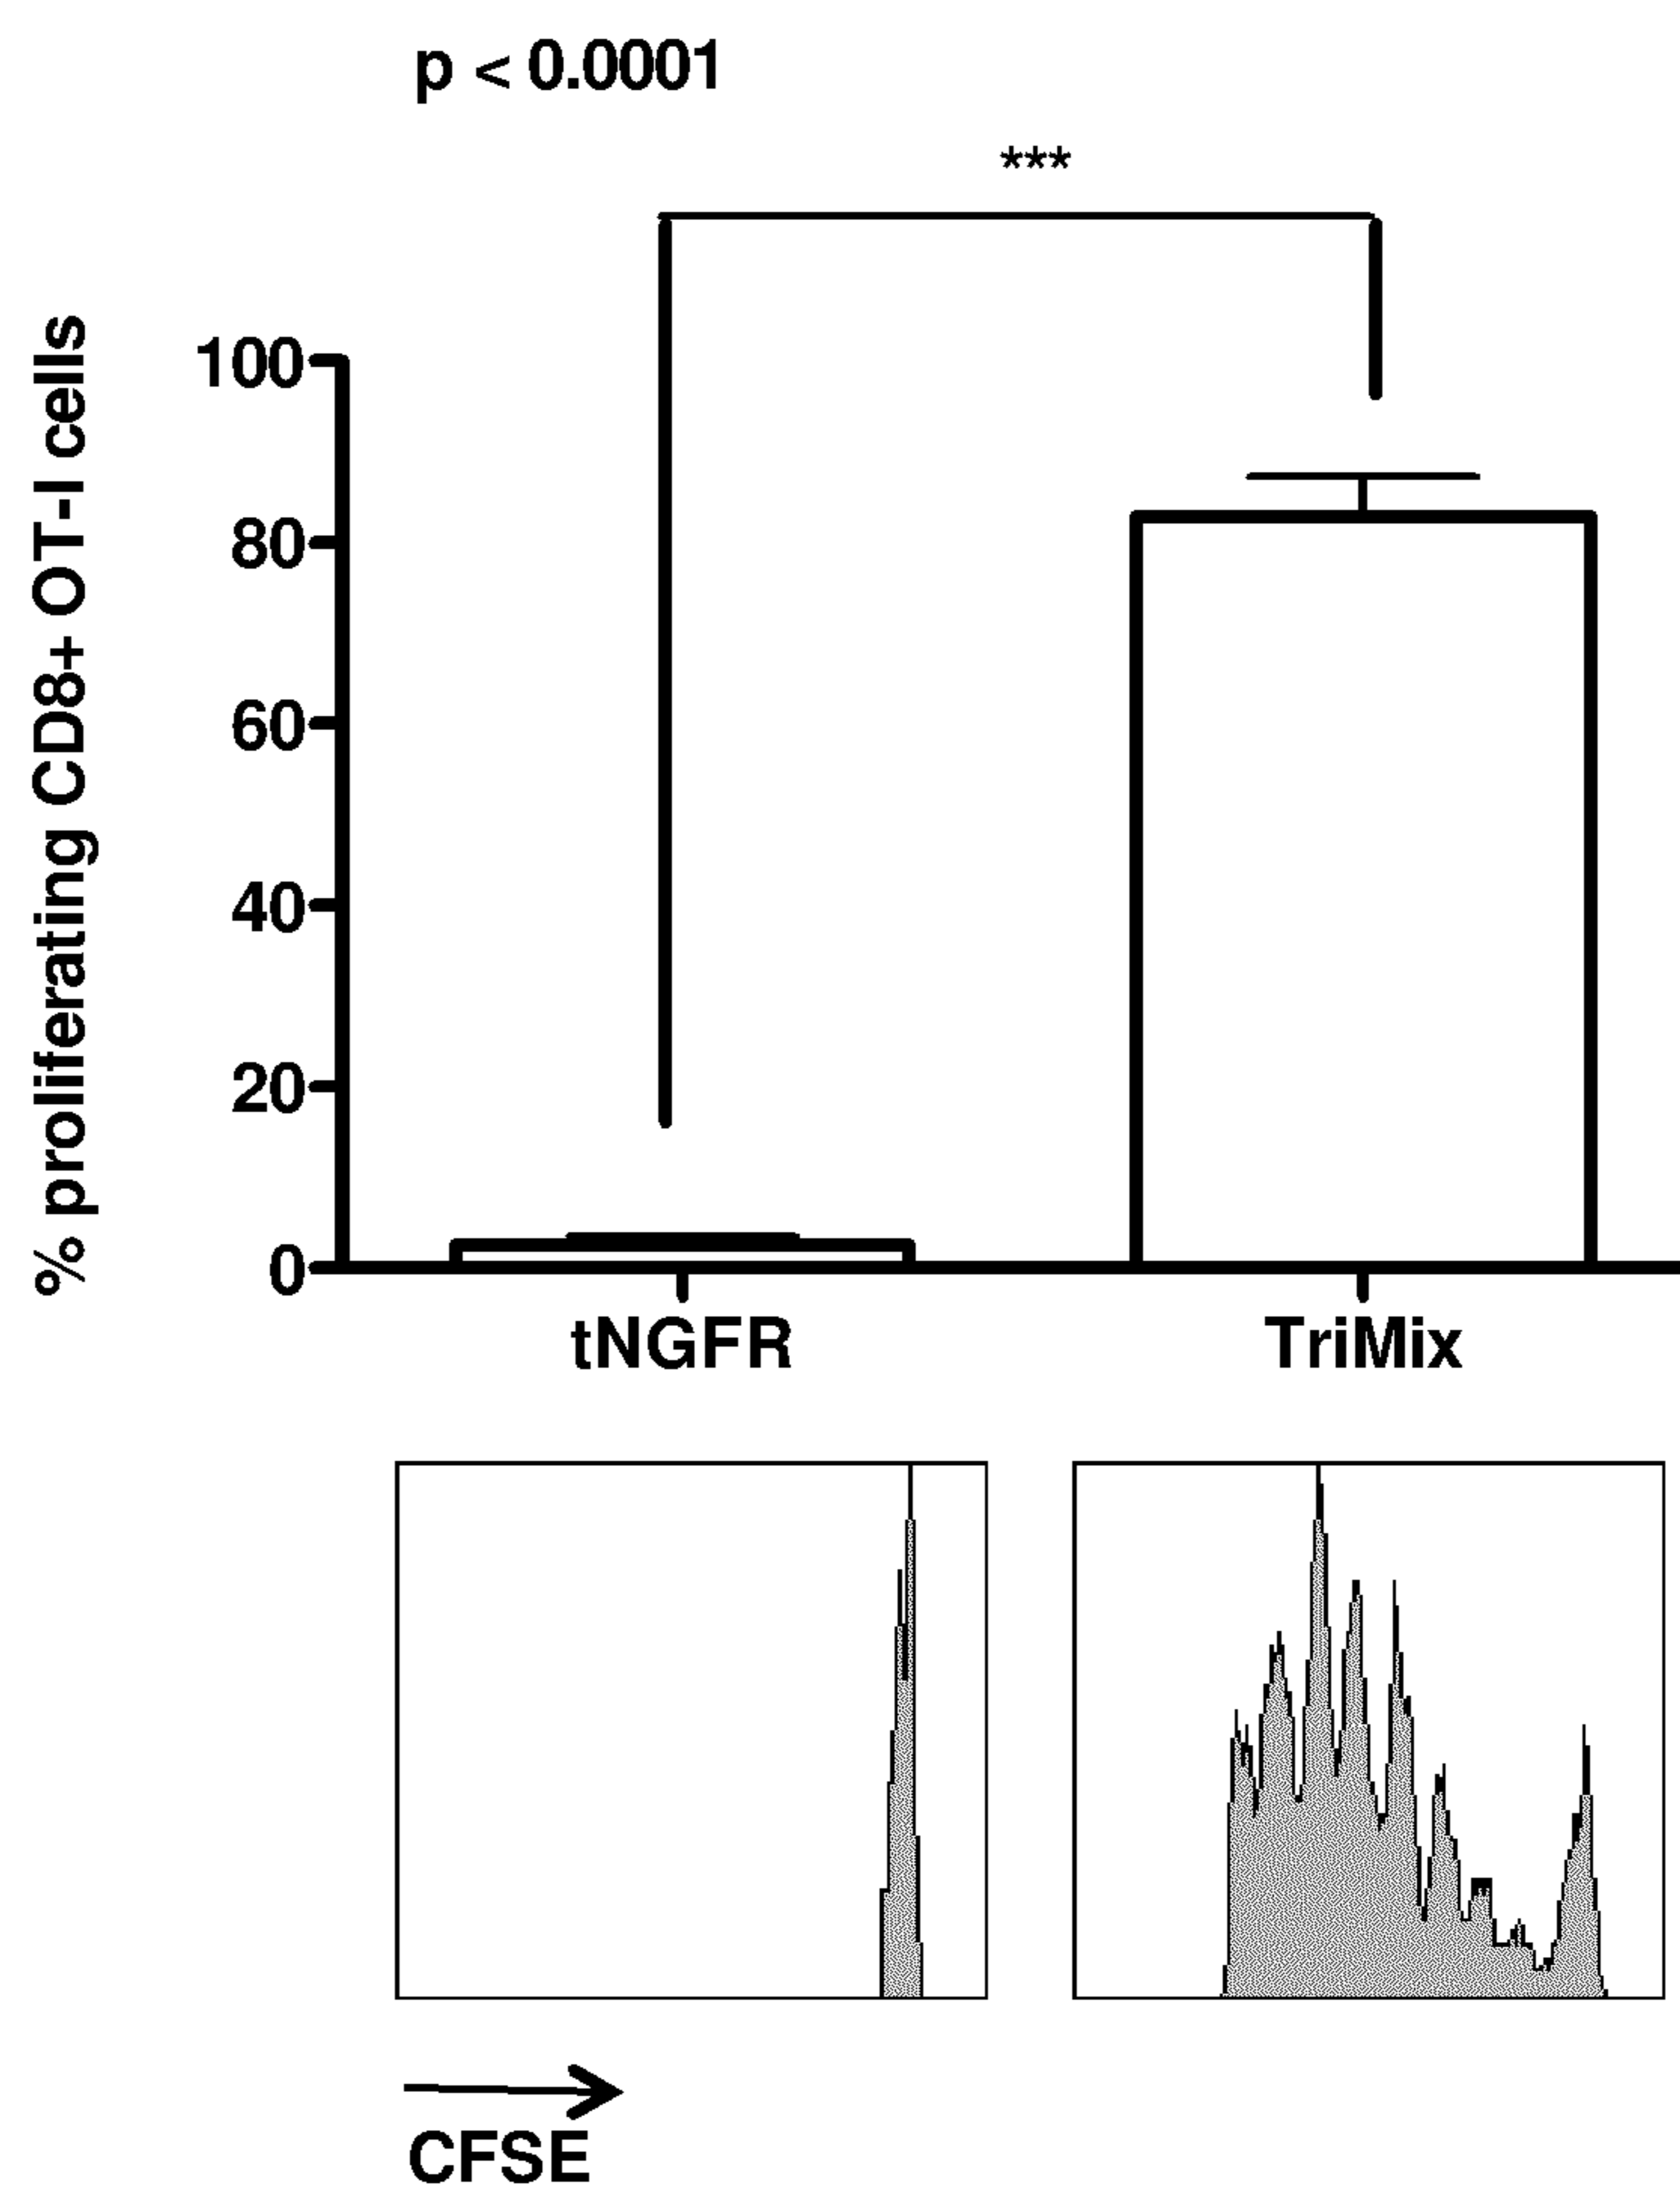 p < 0.0001
***
% proliferating CD8+ OT-I cells
100
80
60
40
20
0
tNGFR
TriMix
CFSE